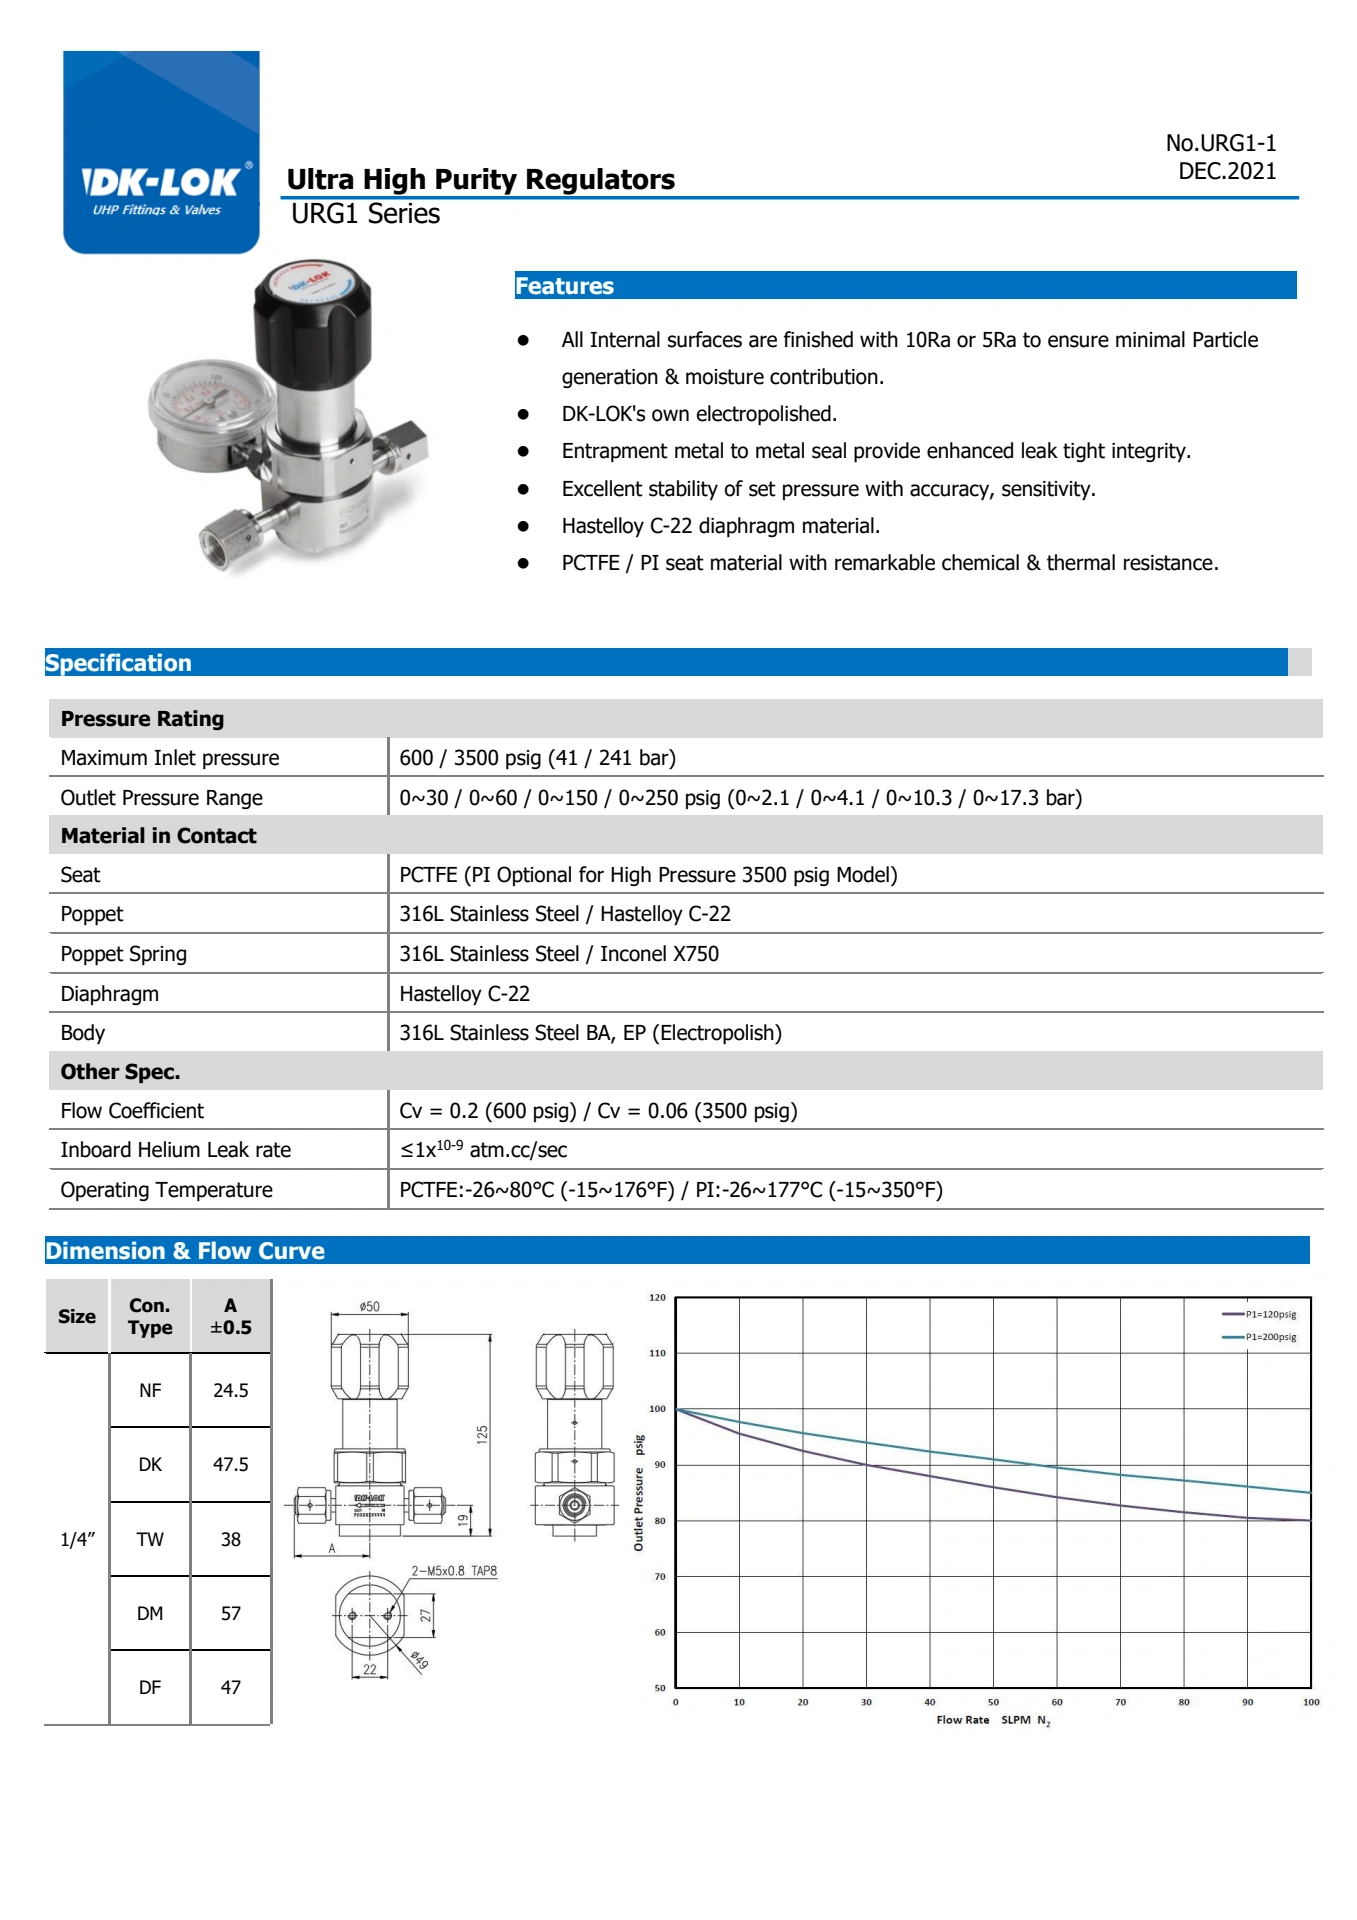 DK-LOK®
UHP Fittings & Valves
No.URG1-1
DEC.2021
Ultra High Purity Regulators
URG1 Series
DK-LOK
Features
● All Internal surfaces are finished with 10Ra or 5Ra to ensure minimal Particle
generation & moisture contribution.
● DK-LOK's own electropolished.
● Entrapment metal to metal seal provide enhanced leak tight integrity.
● Excellent stability of set pressure with accuracy, sensitivity.
● Hastelloy C-22 diaphragm material.
● PCTFE / PI seat material with remarkable chemical & thermal resistance.
Specification
Pressure Rating
Maximum Inlet pressure 600 / 3500 psig (41 / 241 bar)
Outlet Pressure Range 0~30 / 0~60 / 0~150 / 0~250 psig (0~2.1 / 0~4.1 / 0~10.3 / 0~17.3 bar)
Material in Contact
Seat PCTFE (PI Optional for High Pressure 3500 psig Model)
Poppet 316L Stainless Steel / Hastelloy C-22
Poppet Spring 316L Stainless Steel / Inconel X750
Diaphragm Hastelloy C-22
Body 316L Stainless Steel BA, EP (Electropolish)
Other Spec.
Flow Coefficient Cv = 0.2 (600 psig) / Cv = 0.06 (3500 psig)
Inboard Helium Leak rate ≤1x10-9 atm.cc/sec
Operating Temperature PCTFE:-26~80°C (-15~176°F) / PI:-26~177°C (-15~350°F)
Dimension & Flow Curve
Size Con. Type A ±0.5
1/4”
NF 24.5
DK 47.5
TW 38
DM 57
DF 47
ø50
125
DK-LOK
19
A
2-M5x0.8 TAP8
27
ø49
22
P1=120psig
P1=200psig
120
110
100
90
80
70
60
50
Outlet Pressure psig
0 10 20 30 40 50 60 70 80 90 100
Flow Rate SLPM N2